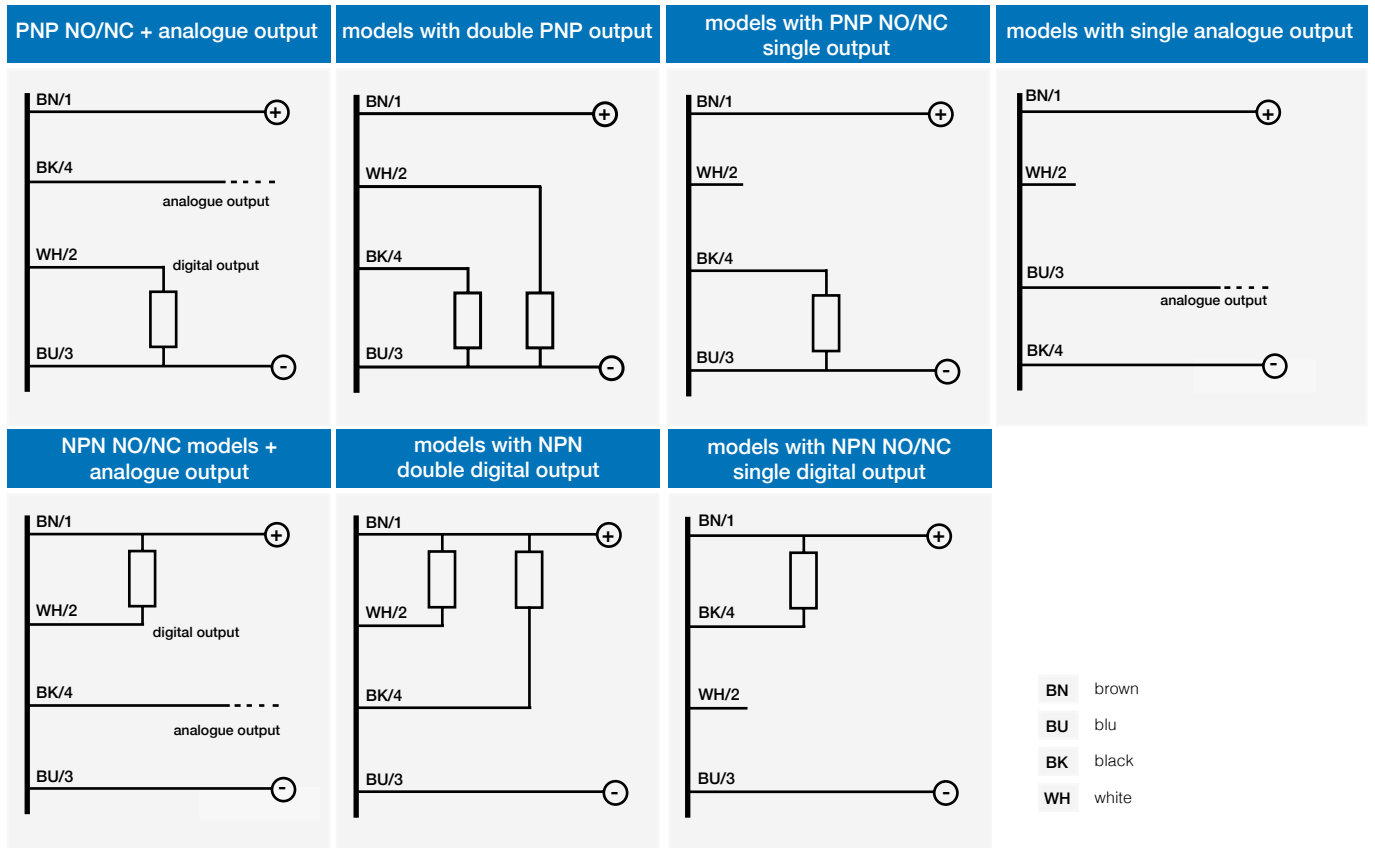 PNP NO/NC + analogue output
BN/1
+
BK/4
analogue output
WH/2
digital output
BU/3
-
models with double PNP output
BN/1
+
WH/2
BK/4
BU/3
-
models with PNP NO/NC
single output
BN/1
+
WH/2
BK/4
BU/3
-
models with single analogue output
BN/1
+
WH/2
BU/3
analogue output
BK/4
-
NPN NO/NC models +
analogue output
BN/1
+
WH/2
digital output
BK/4
analogue output
BU/3
-
models with NPN
double digital output
BN/1
+
WH/2
BK/4
BU/3
-
models with NPN NO/NC
single digital output
BN/1
+
BK/4
WH/2
BU/3
-
BN brown
BU blu
BK black
WH white